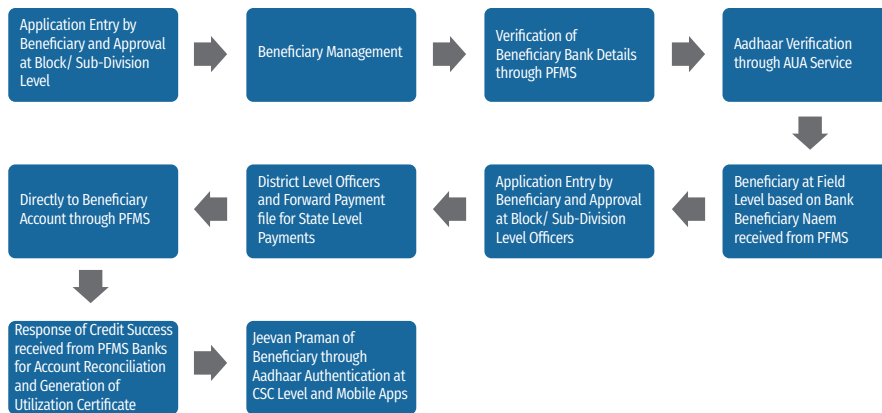 Application Entry by
Beneficiary and Approval
at Block/ Sub-Division
Level
Beneficiary Management
Verification of
Beneficiary Bank Details
through PFMS
Aadhaar Verification
through AUA Service
Beneficiary at Field
Level based on Bank
Beneficiary Naem
received from PFMS
Application Entry by
Beneficiary and Approval
at Block/ Sub-Division
Level Officers
District Level Officers
and Forward Payment
file for State Level
Payments
Directly to Beneficiary
Account through PFMS
Response of Credit Success
received from PFMS Banks
for Account Reconciliation
and Generation of
Utilization Certificate
Jeevan Praman of
Beneficiary through
Aadhaar Authentication at
CSC Level and Mobile Apps